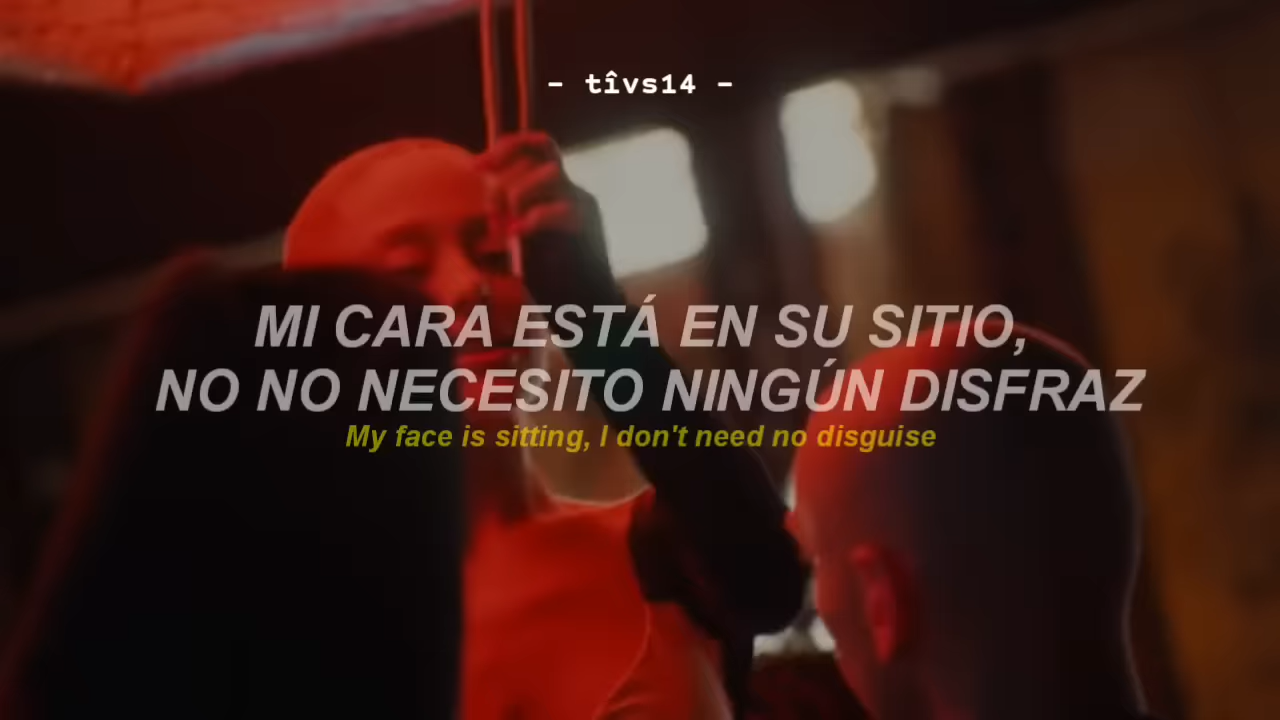 - tîvs14 -
MI CARA ESTÁ EN SU SITIO,
NO NO NECESITO NINGÚN DISFRAZ
My face is sitting, I don't need no disguise